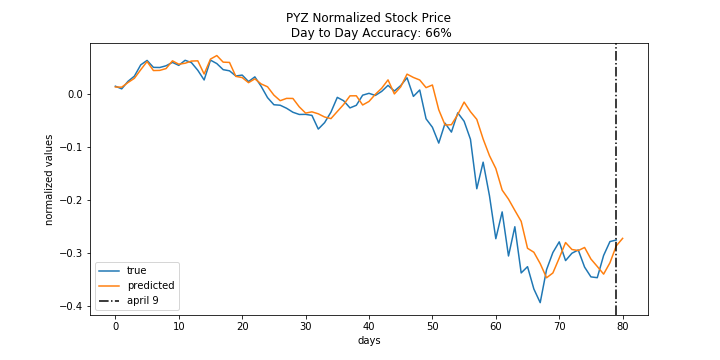 PYZ Normalized Stock Price
Day to Day Accuracy: 66%
normalized values
0.0
−0.1
−0.2
−0.3
−0.4
true
predicted
april 9
0 10 20 30 40 50 60 70 80
days